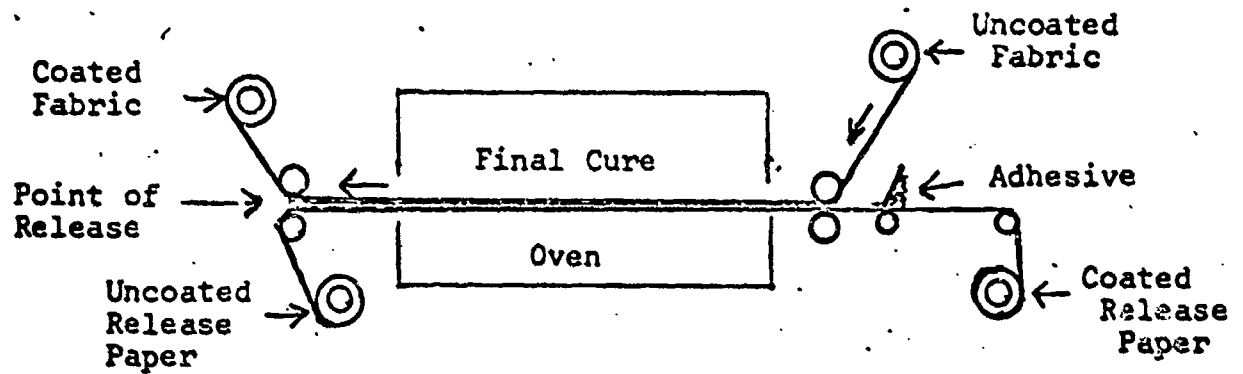 Uncoated
Fabric
Coated
Fabric
Final Cure
Adhesive
Point of
Release
Oven
Uncoated
Release
Paper
Coated
Release
Paper